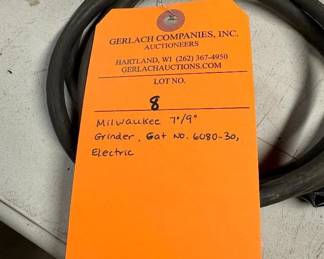 GERLACH COMPANIES, INC.
AUCTIONEERS
HARTLAND, WI (262) 367-4950
GERLACHAUCTIONS.COM
LOT NO.
8
Milwaukee 7"/9"
Grinder, Cat No. 6080-30,
Electric